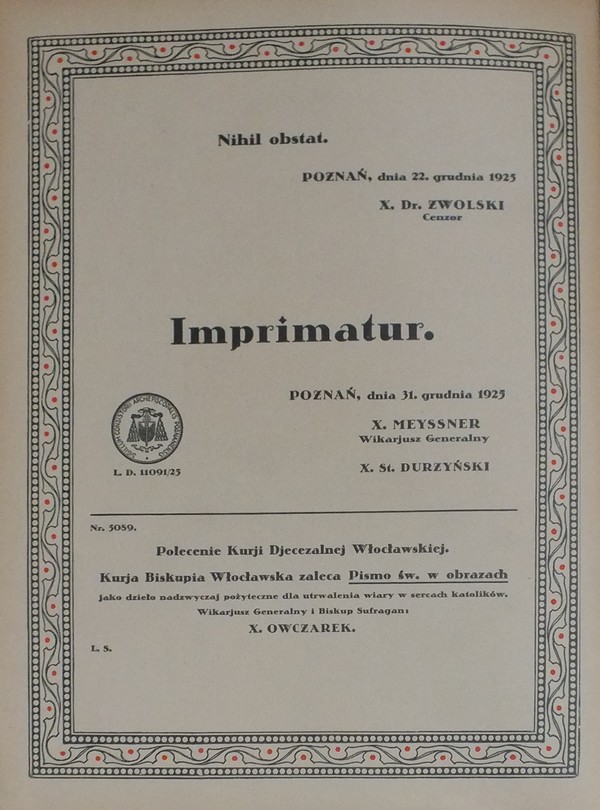 Nihil obstat.
POZNAŃ, dnia 22. grudnia 1925
X. Dr. ZWOLSKI
Cenzor
Imprimatur.
POZNAŃ, dnia 31. grudnia 1925
X. MEYSSNER
Wikarjusz Generalny
L. D. 11091/25
X. St. DURZYŃSKI
Nr. 5089.
Polecenie Kurji Djecezalnej Włocławskiej.
Kurja Biskupia Włocławska zaleca Pismo św. w obrazach
jako dzieło nadzwyczaj pożyteczne dla utrwalenia wiary w sercach katolików.
Wikarjusz Generalny i Biskup Sufragan:
X. OWCZAREK.
L. S.